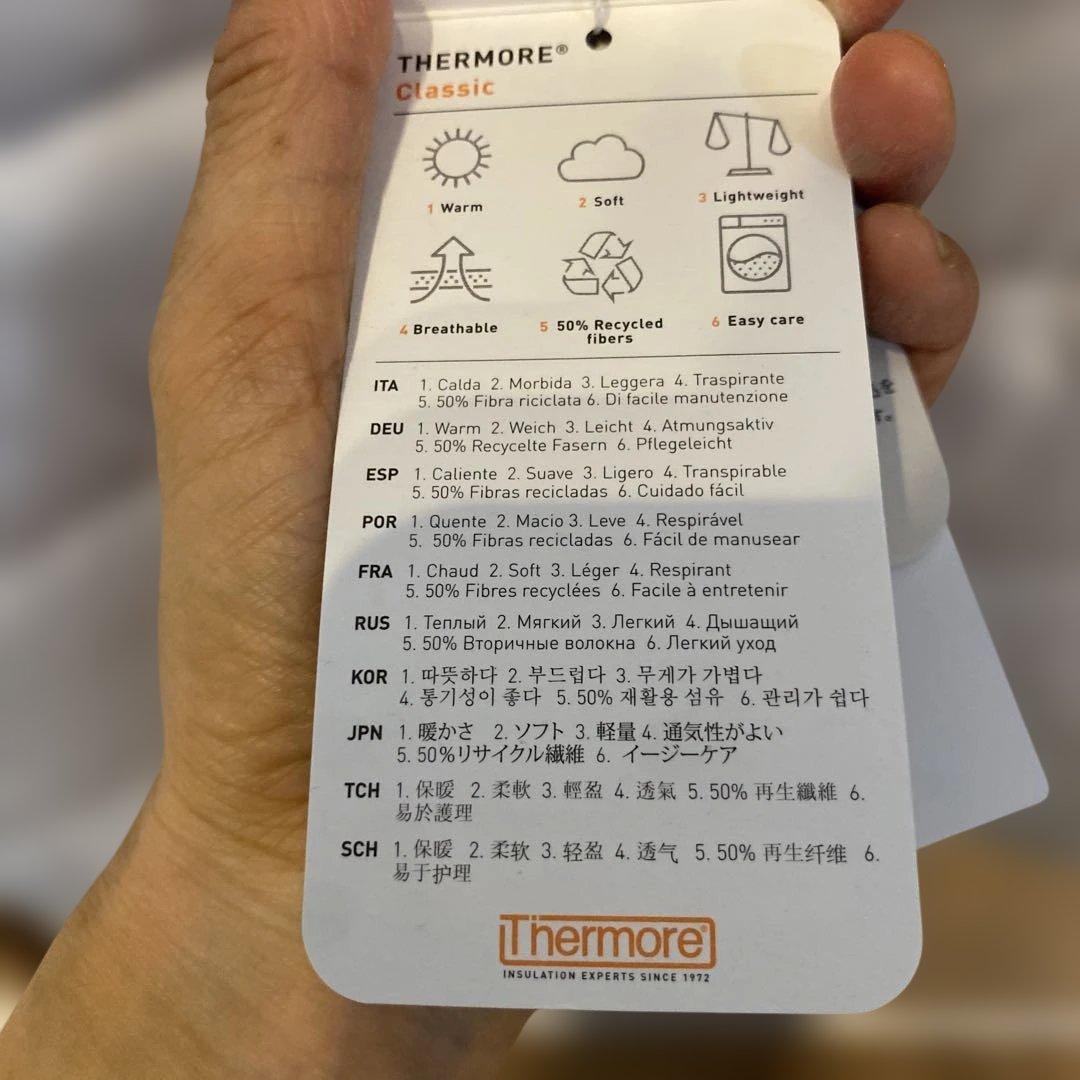 THERMORE®
Classic
1 Warm
2 Soft
3 Lightweight
4 Breathable
5 50% Recycled
fibers
6 Easy care
ITA 1. Calda 2. Morbida 3. Leggera 4. Traspirante
5. 50% Fibra riciclata 6. Di facile manutenzione
DEU 1. Warm 2. Weich 3. Leicht 4. Atmungsaktiv
5. 50% Recycelte Fasern 6. Pflegeleicht
ESP 1. Caliente 2. Suave 3. Ligero 4. Transpirable
5. 50% Fibras recicladas 6. Cuidado fácil
POR 1. Quente 2. Macio 3. Leve 4. Respirável
5. 50% Fibras recicladas 6. Fácil de manusear
FRA 1. Chaud 2. Soft 3. Léger 4. Respirant
5. 50% Fibres recyclées 6. Facile à entretenir
RUS 1. Теплый 2. Мягкий 3. Легкий 4. Дышащий
5. 50% Вторичные волокна 6. Легкий уход
KOR 1. 따뜻하다 2. 부드럽다 3. 무게가 가볍다
4. 통기성이 좋다 5. 50% 재활용 섬유 6. 관리가 쉽다
JPN 1. 暖かさ 2. ソフト 3. 軽量 4. 通気性がよい
5. 50%リサイクル繊維 6. イージーケア
TCH 1. 保暖 2. 柔軟 3. 輕盈 4. 透氣 5. 50% 再生纖維 6.
易於護理
SCH 1. 保暖 2. 柔软 3. 轻盈 4. 透气 5. 50% 再生纤维 6.
易于护理
Thermore®
INSULATION EXPERTS SINCE 1972